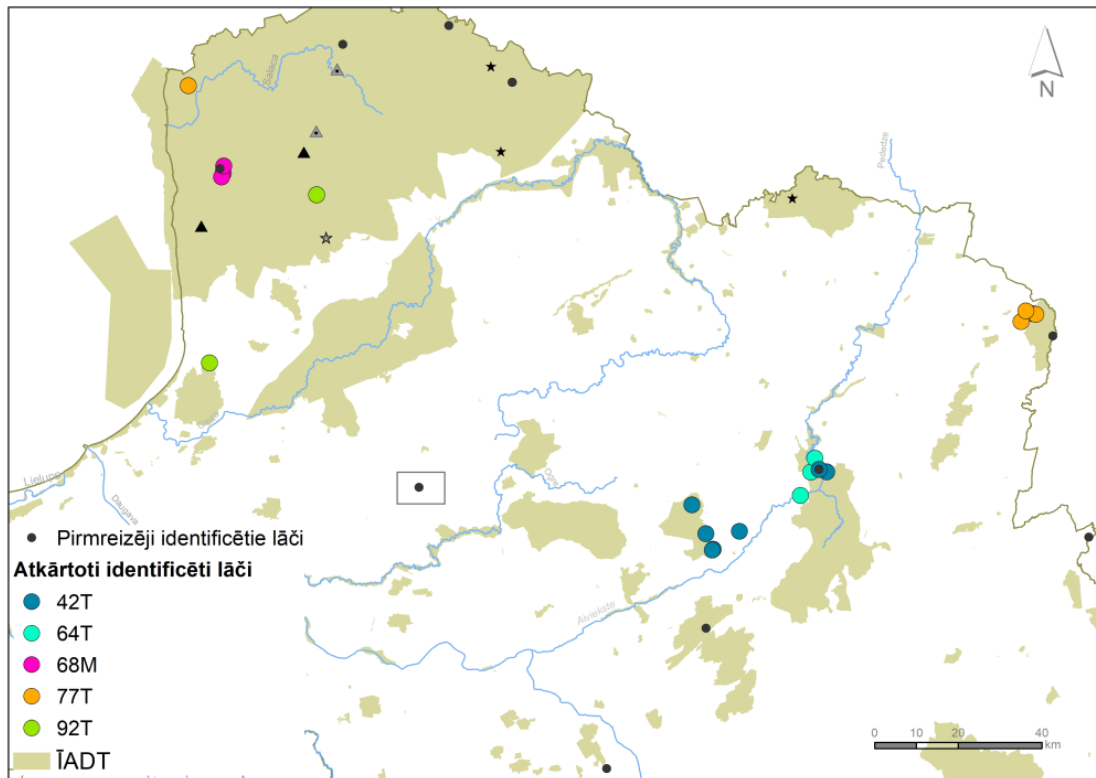 Salaca
N
Pededze
Gauja
Lielupe
Daugava
Ogre
Aiviekste
Pirmreizēji identificētie lāči
Atkārtoti identificēti lāči
42T
64T
68M
77T
92T
ĪADT
0 10 20 40
km